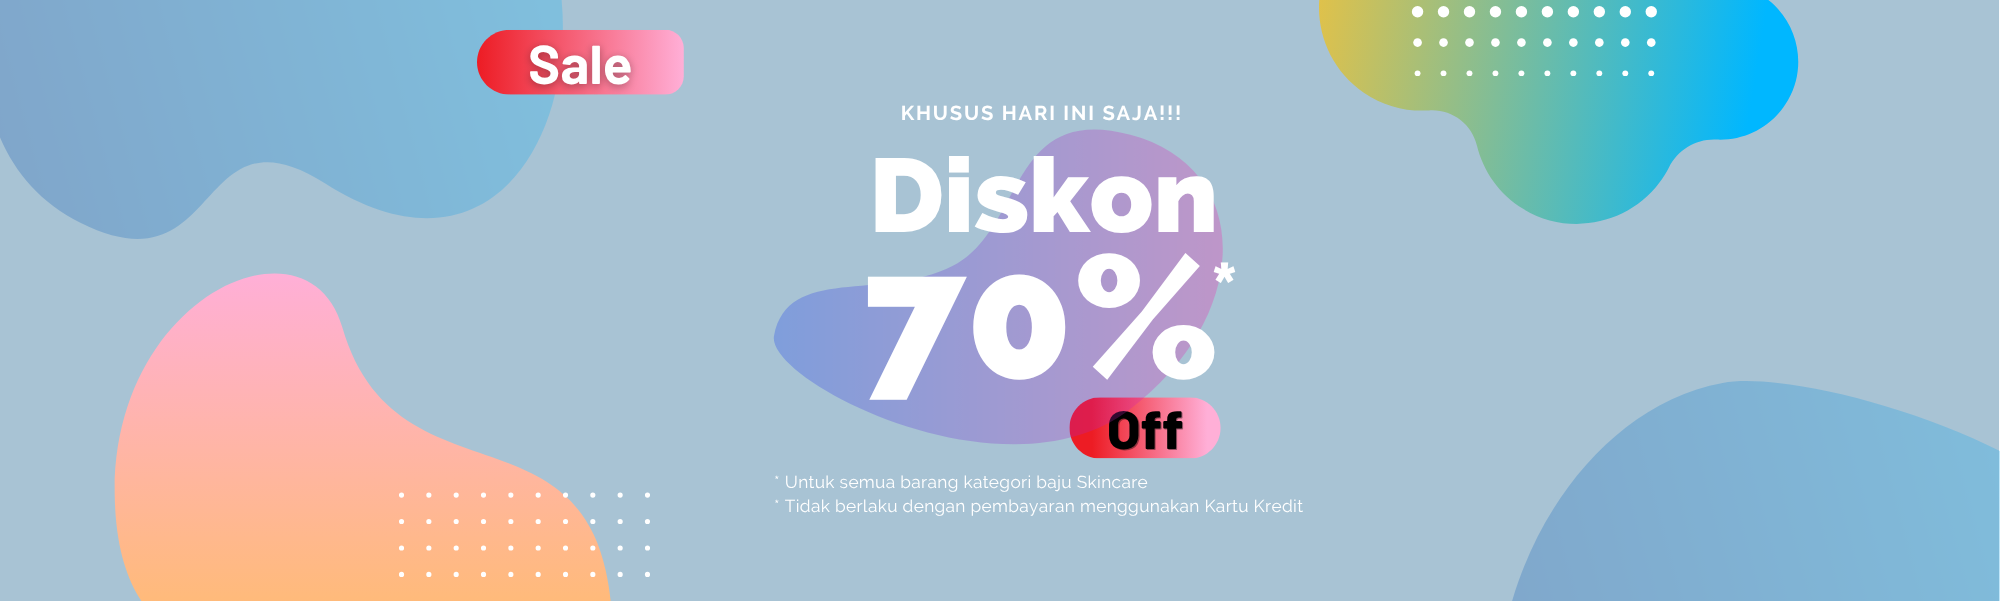 Sale
KHUSUS HARI INI SAJA!!!
Diskon
70%*
Off
* Untuk semua barang kategori baju Skincare
* Tidak berlaku dengan pembayaran menggunakan Kartu Kredit